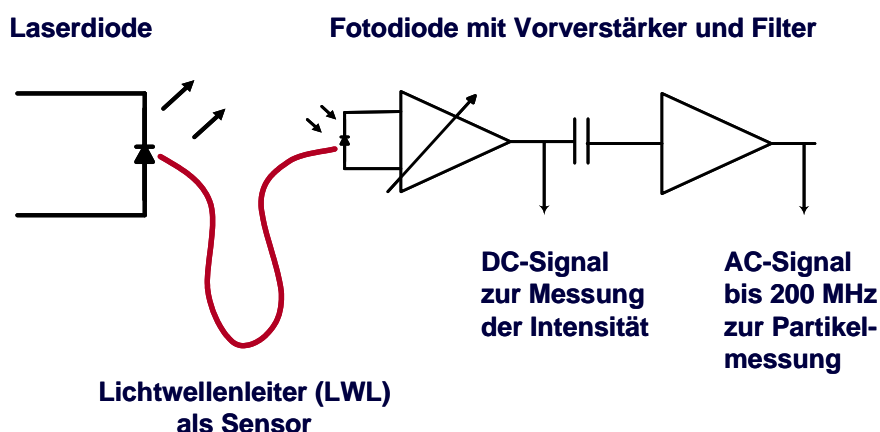 Laserdiode
Fotodiode mit Vorverstärker und Filter
DC-Signal
zur Messung
der Intensität
AC-Signal
bis 200 MHz
zur Partikel-
messung
Lichtwellenleiter (LWL)
als Sensor